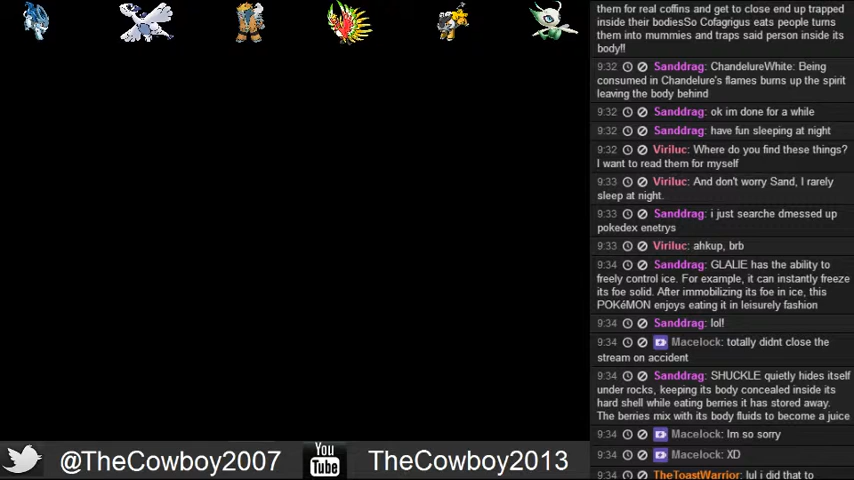 them for real coffins and get to close end up trapped
inside their bodiesSo Cofagrigus eats people turns
them into mummies and traps said person inside its
body!!
9:32 Sanddrag: ChandelureWhite: Being
consumed in Chandelure's flames burns up the spirit
leaving the body behind
9:32 Sanddrag: ok im done for a while
9:32 Sanddrag: have fun sleeping at night
9:32 Viriluc: Where do you find these things?
I want to read them for myself
9:33 Viriluc: And don't worry Sand, I rarely
sleep at night.
9:33 Sanddrag: i just searche dmessed up
pokedex enetrys
9:33 Viriluc: ahkup, brb
9:34 Sanddrag: GLALIE has the ability to
freely control ice. For example, it can instantly freeze
its foe solid. After immobilizing its foe in ice, this
POKéMON enjoys eating it in leisurely fashion
9:34 Sanddrag: lol!
9:34 Macelock: totally didnt close the
stream on accident
9:34 Sanddrag: SHUCKLE quietly hides itself
under rocks, keeping its body concealed inside its
hard shell while eating berries it has stored away.
The berries mix with its body fluids to become a juice
9:34 Macelock: Im so sorry
9:34 Macelock: XD
9:34 TheToastWarrior: lul i did that to
@TheCowboy2007
You
Tube
TheCowboy2013